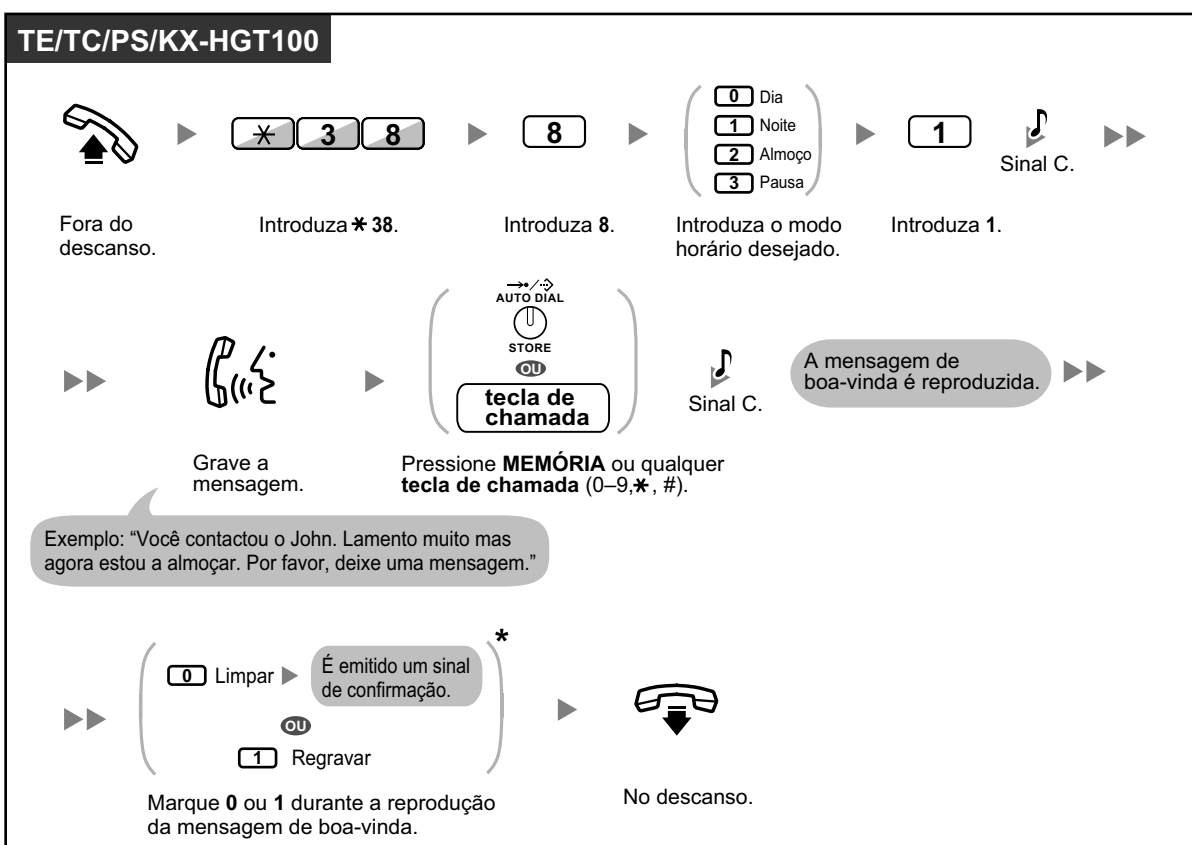 TE/TC/PS/KX-HGT100
✱ 3 8
8
0 Dia
1 Noite
2 Almoço
3 Pausa
1
Sinal C.
Fora do
descanso.
Introduza ✱ 38.
Introduza 8.
Introduza o modo
horário desejado.
Introduza 1.
AUTO DIAL
STORE
OU
tecla de
chamada
Sinal C.
A mensagem de
boa-vinda é reproduzida.
Grave a
mensagem.
Pressione MEMÓRIA ou qualquer
tecla de chamada (0–9,✱, #).
Exemplo: “Você contactou o John. Lamento muito mas
agora estou a almoçar. Por favor, deixe uma mensagem.”
0 Limpar
É emitido um sinal
de confirmação.
*
OU
1 Regravar
Marque 0 ou 1 durante a reprodução
da mensagem de boa-vinda.
No descanso.